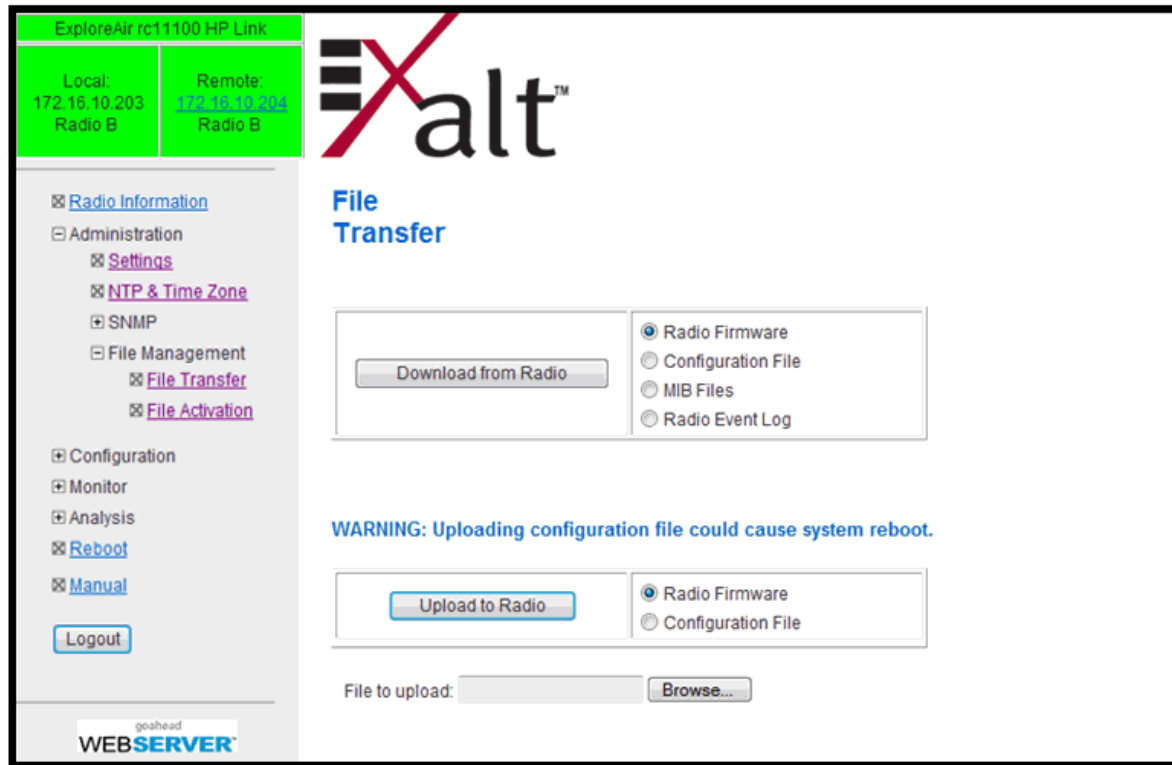 ExploreAir rc11100 HP Link
Local:
172.16.10.203
Radio B
Remote:
172.16.10.204
Radio B
EXalt™
Radio Information
Administration
Settings
NTP & Time Zone
SNMP
File Management
File Transfer
File Activation
Configuration
Monitor
Analysis
Reboot
Manual
Logout
goahead
WEBSERVER™
File
Transfer
Download from Radio
Radio Firmware
Configuration File
MIB Files
Radio Event Log
WARNING: Uploading configuration file could cause system reboot.
Upload to Radio
Radio Firmware
Configuration File
File to upload:
Browse...